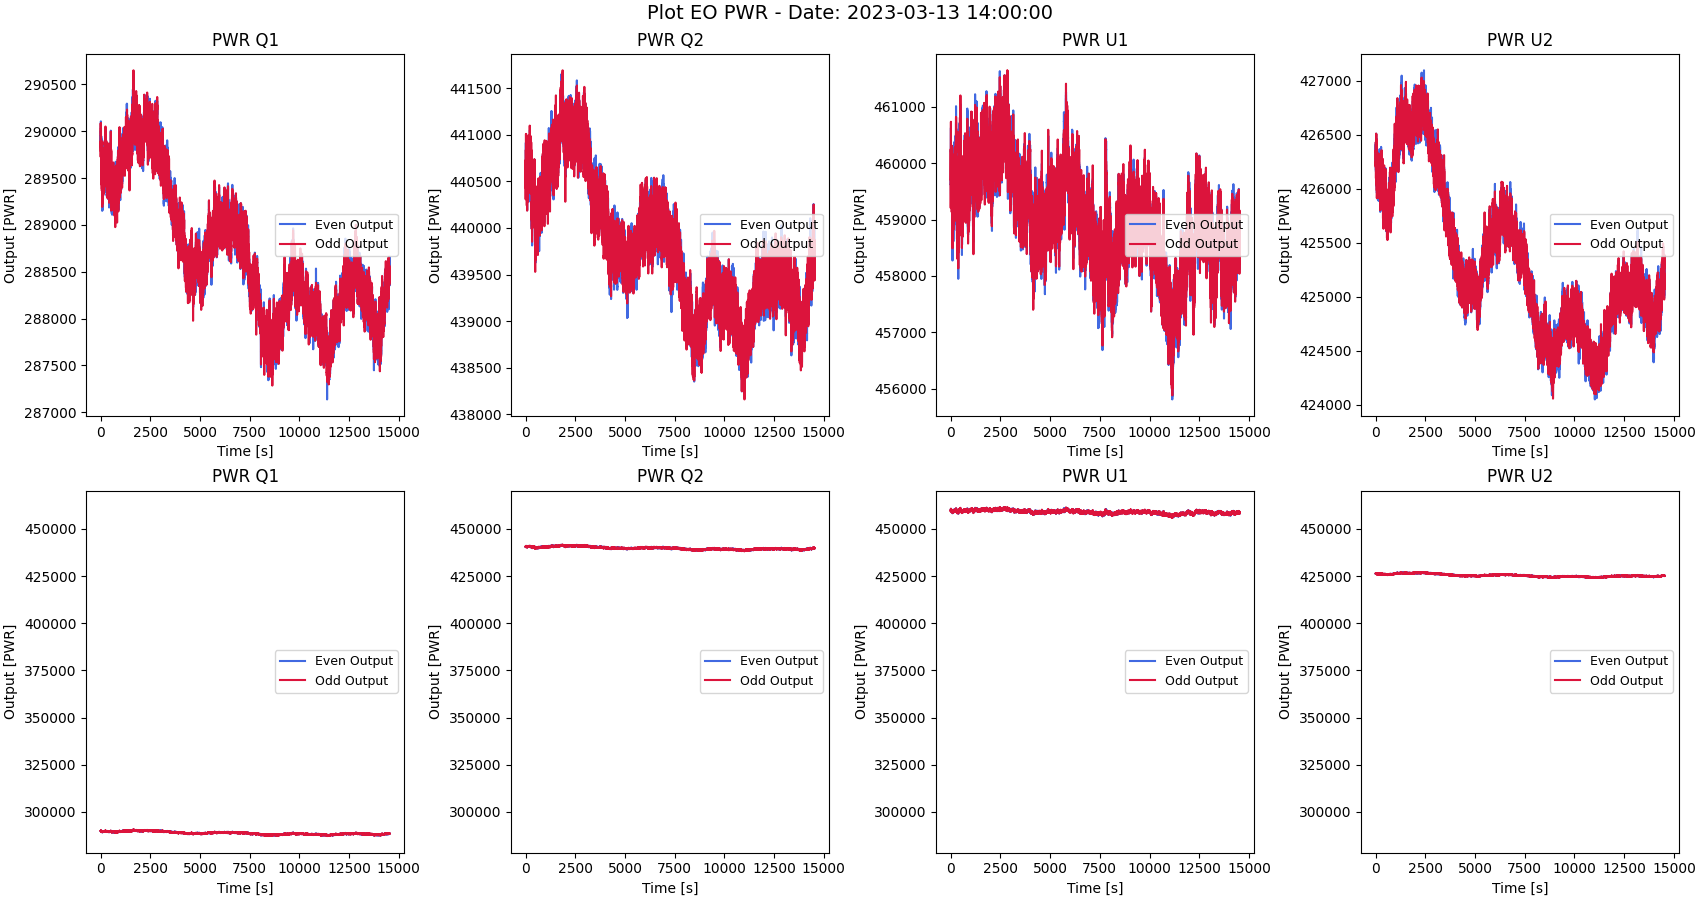 Plot EO PWR - Date: 2023-03-13 14:00:00
PWR Q1
PWR Q2
PWR U1
PWR U2
Output [PWR]
290500
290000
289500
289000
288500
288000
287500
287000
Even Output
Odd Output
0 2500 5000 7500 10000 12500 15000
Time [s]
Output [PWR]
441500
441000
440500
440000
439500
439000
438500
438000
Even Output
Odd Output
0 2500 5000 7500 10000 12500 15000
Time [s]
Output [PWR]
461000
460000
459000
458000
457000
456000
Even Output
Odd Output
0 2500 5000 7500 10000 12500 15000
Time [s]
Output [PWR]
427000
426500
426000
425500
425000
424500
424000
Even Output
Odd Output
0 2500 5000 7500 10000 12500 15000
Time [s]
PWR Q1
PWR Q2
PWR U1
PWR U2
Output [PWR]
450000
425000
400000
375000
350000
325000
300000
Even Output
Odd Output
0 2500 5000 7500 10000 12500 15000
Time [s]
Output [PWR]
450000
425000
400000
375000
350000
325000
300000
Even Output
Odd Output
0 2500 5000 7500 10000 12500 15000
Time [s]
Output [PWR]
450000
425000
400000
375000
350000
325000
300000
Even Output
Odd Output
0 2500 5000 7500 10000 12500 15000
Time [s]
Output [PWR]
450000
425000
400000
375000
350000
325000
300000
Even Output
Odd Output
0 2500 5000 7500 10000 12500 15000
Time [s]